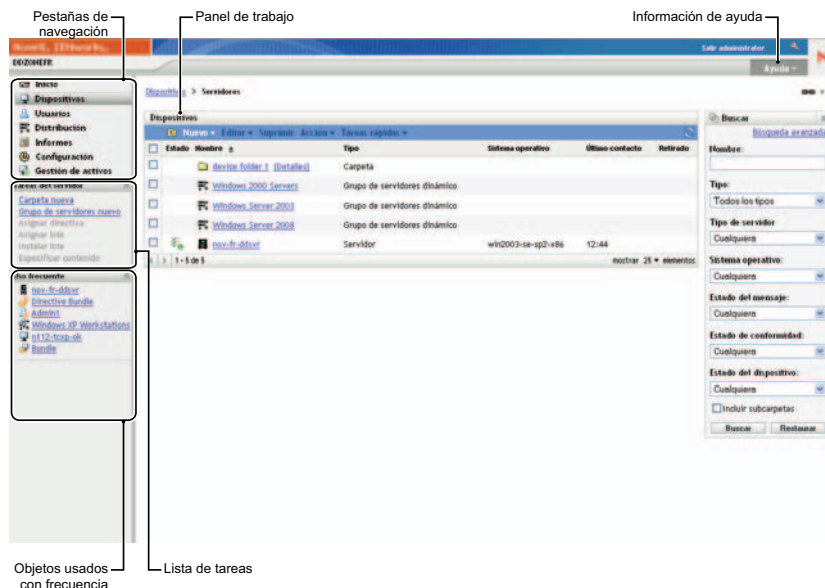 Pestañas de
navegación
Panel de trabajo
Información de ayuda
Novell.
Salir administrator
DDZONEFR
Ayuda
Inicio
Dispositivos
Usuarios
Distribución
Informes
Configuración
Gestión de activos
Tareas del servidor
Carpeta nueva
Grupo de servidores nuevo
Asignar directiva
Asignar lote
Instalar lote
Especificar contenido
Uso frecuente
nov-fr-ddsvr
Directive Bundle
Admin1
Windows XP Workstations
n112-tcxp-ok
Bundle
Dispositivos > Servidores
Dispositivos
Nuevo Editar Suprimir Acción Tareas rápidas
Estado Nombre Tipo Sistema operativo Último contacto Retirado
device folder 1 (Detalles) Carpeta
Windows 2000 Servers Grupo de servidores dinámico
Windows Server 2003 Grupo de servidores dinámico
Windows Server 2008 Grupo de servidores dinámico
nov-fr-ddsvr Servidor win2003-se-sp2-x86 12:44
1 - 5 de 5 mostrar 25 elementos
Buscar
Búsqueda avanzada
Nombre:
Tipo:
Todos los tipos
Tipo de servidor
Cualquiera
Sistema operativo:
Cualquiera
Estado del mensaje:
Cualquiera
Estado de conformidad:
Cualquiera
Estado del dispositivo:
Cualquiera
Incluir subcarpetas
Buscar Restaurar
Objetos usados
con frecuencia
Lista de tareas